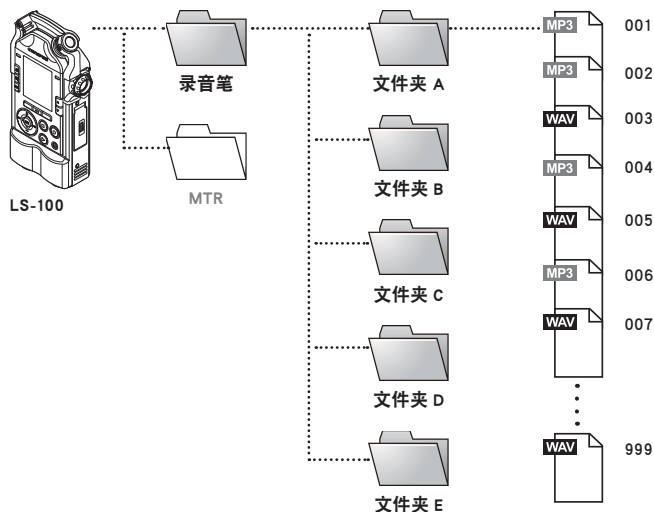 LS-100
录音笔
MTR
文件夹 A
文件夹 B
文件夹 C
文件夹 D
文件夹 E
MP3 001
MP3 002
WAV 003
MP3 004
WAV 005
MP3 006
WAV 007
WAV 999